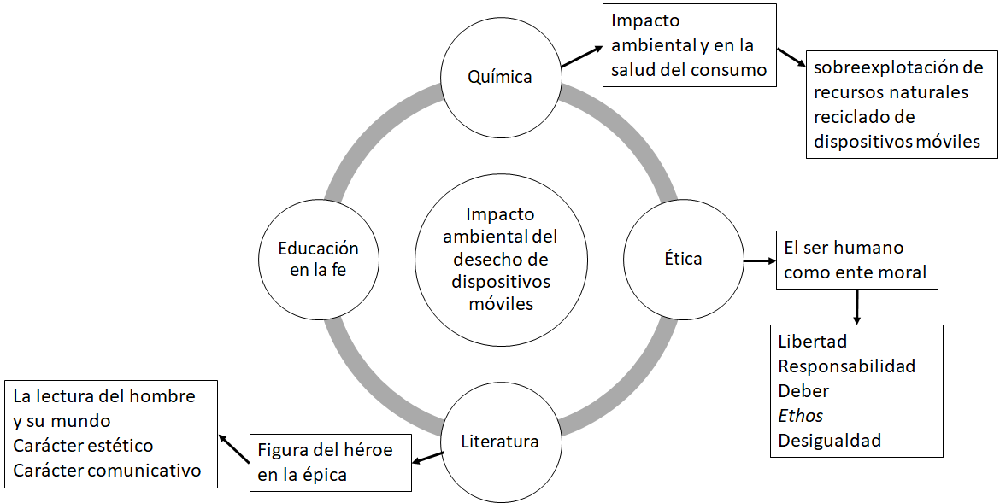 Química
Impacto
ambiental y en la
salud del consumo
sobreexplotación de
recursos naturales
reciclado de
dispositivos móviles
Educación
en la fe
Impacto
ambiental del
desecho de
dispositivos
móviles
Ética
El ser humano
como ente moral
Libertad
Responsabilidad
Deber
Ethos
Desigualdad
Literatura
Figura del héroe
en la épica
La lectura del hombre
y su mundo
Carácter estético
Carácter comunicativo